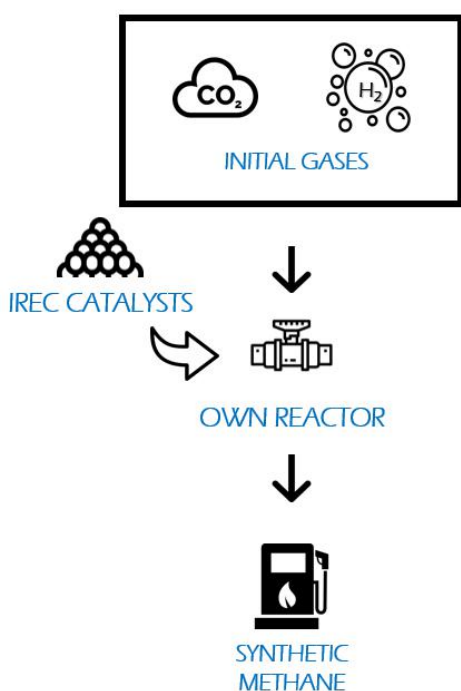 CO₂
H₂
INITIAL GASES
IREC CATALYSTS
OWN REACTOR
SYNTHETIC
METHANE